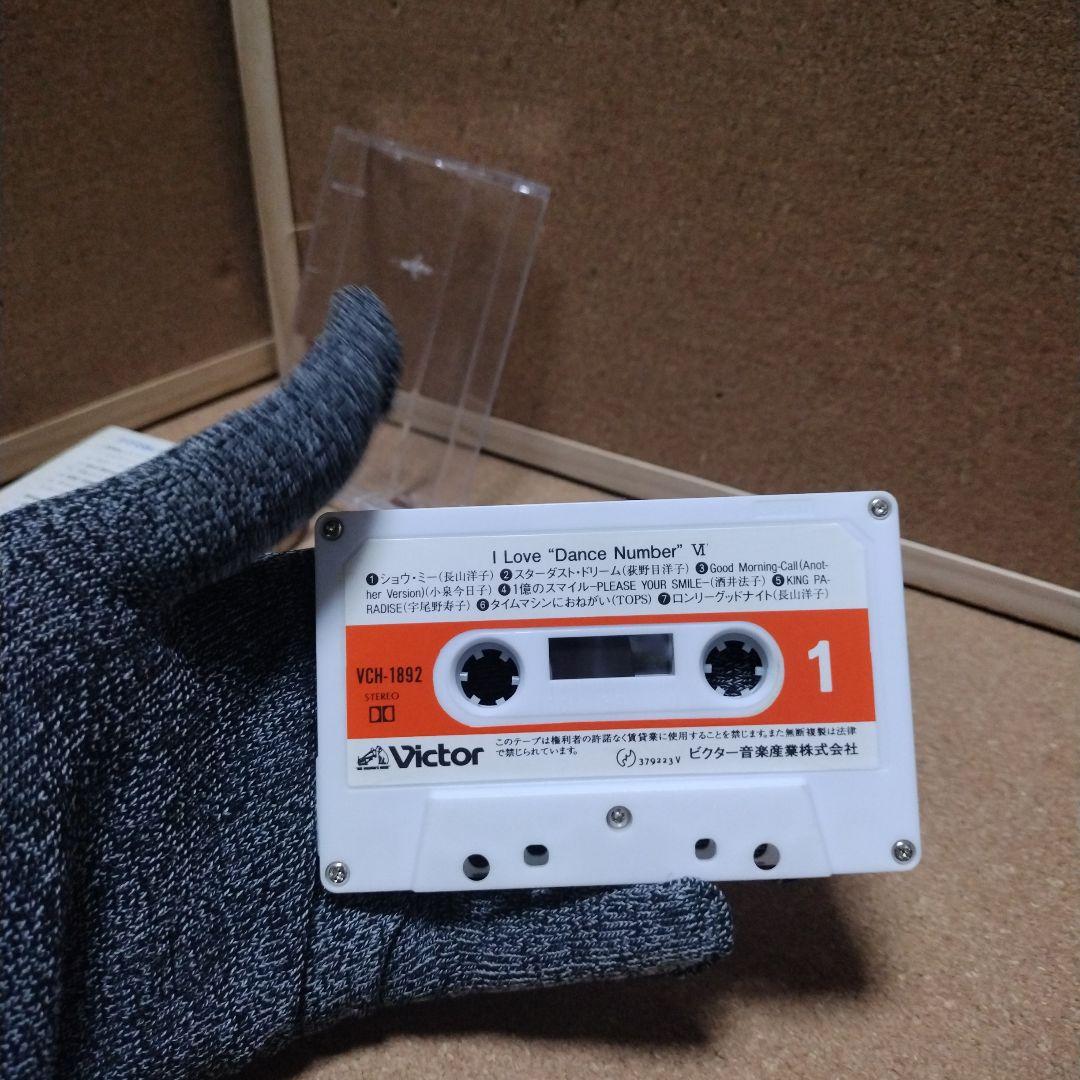 I Love “Dance Number” Ⅵ
❶ショウ・ミー(長山洋子) ❷スターダスト・ドリーム(荻野目洋子) ❸Good Morning-Call(Anot-
her Version)(小泉今日子) ❹1億のスマイル-PLEASE YOUR SMILE-(酒井法子) ❺KING PA-
RADISE(宇尾野寿子) ❻タイムマシンにおねがい(TOPS) ❼ロンリーグッドナイト(長山洋子)
VCH-1892
STEREO
1
Victor
このテープは権利者の許諾なく賃貸業に使用することを禁じます。また無断複製は法律
で禁じられています。
379223V ビクター音楽産業株式会社